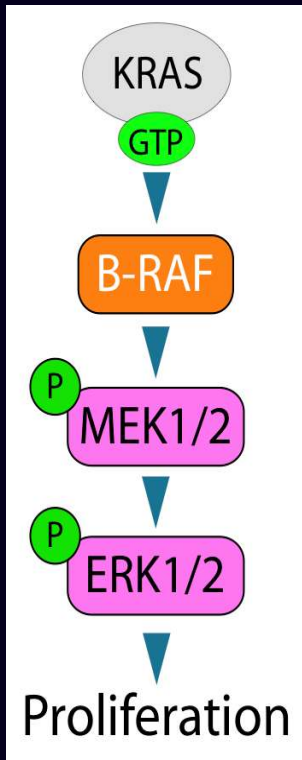 KRAS
GTP
B-RAF
P
MEK1/2
P
ERK1/2
Proliferation